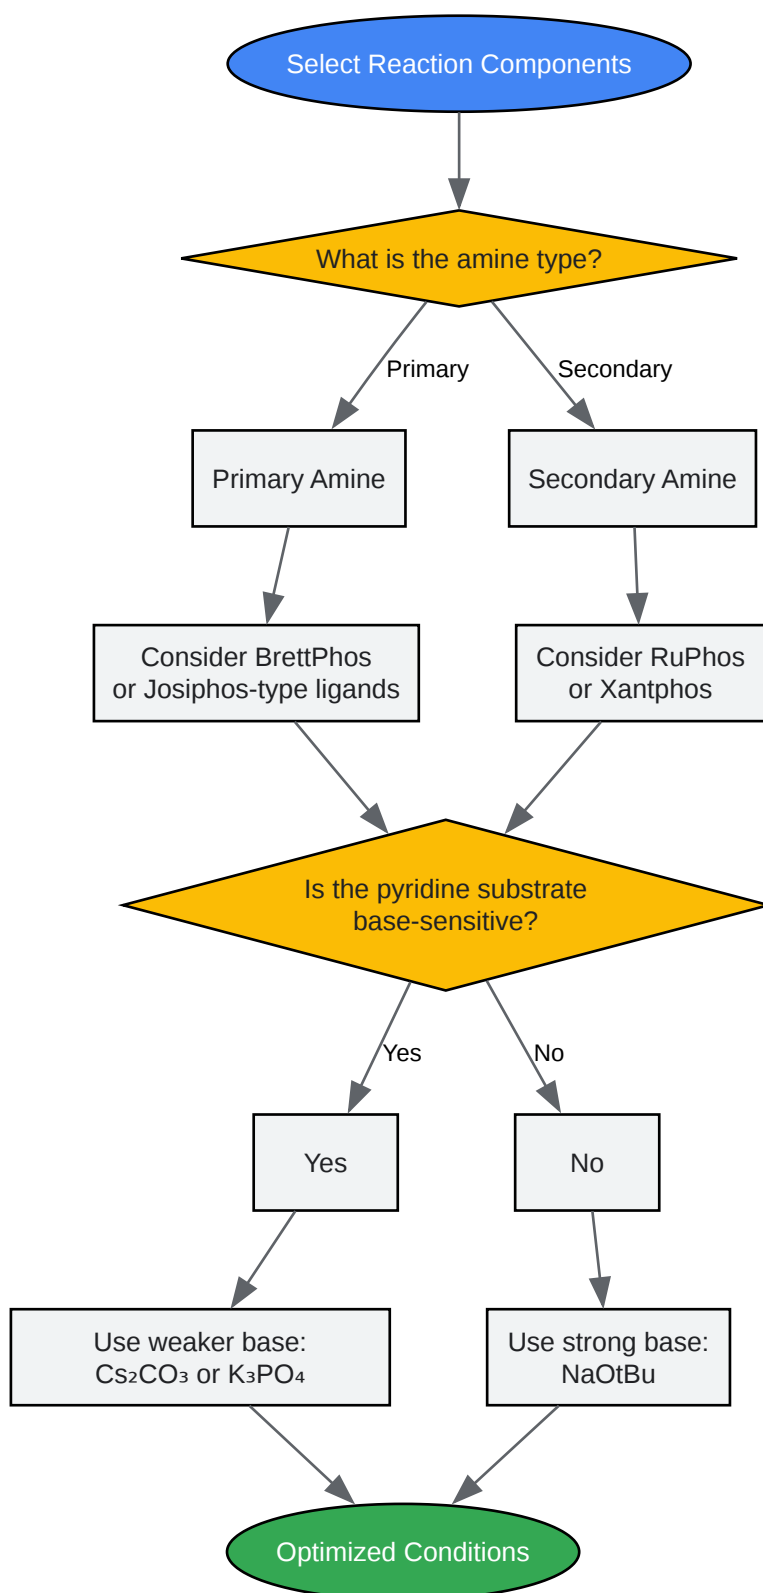 Select Reaction Components
What is the amine type?
Primary
Secondary
Primary Amine
Secondary Amine
Consider BrettPhos
or Josiphos-type ligands
Consider RuPhos
or Xantphos
Is the pyridine substrate
base-sensitive?
Yes
No
Yes
No
Use weaker base:
Cs₂CO₃ or K₃PO₄
Use strong base:
NaOtBu
Optimized Conditions